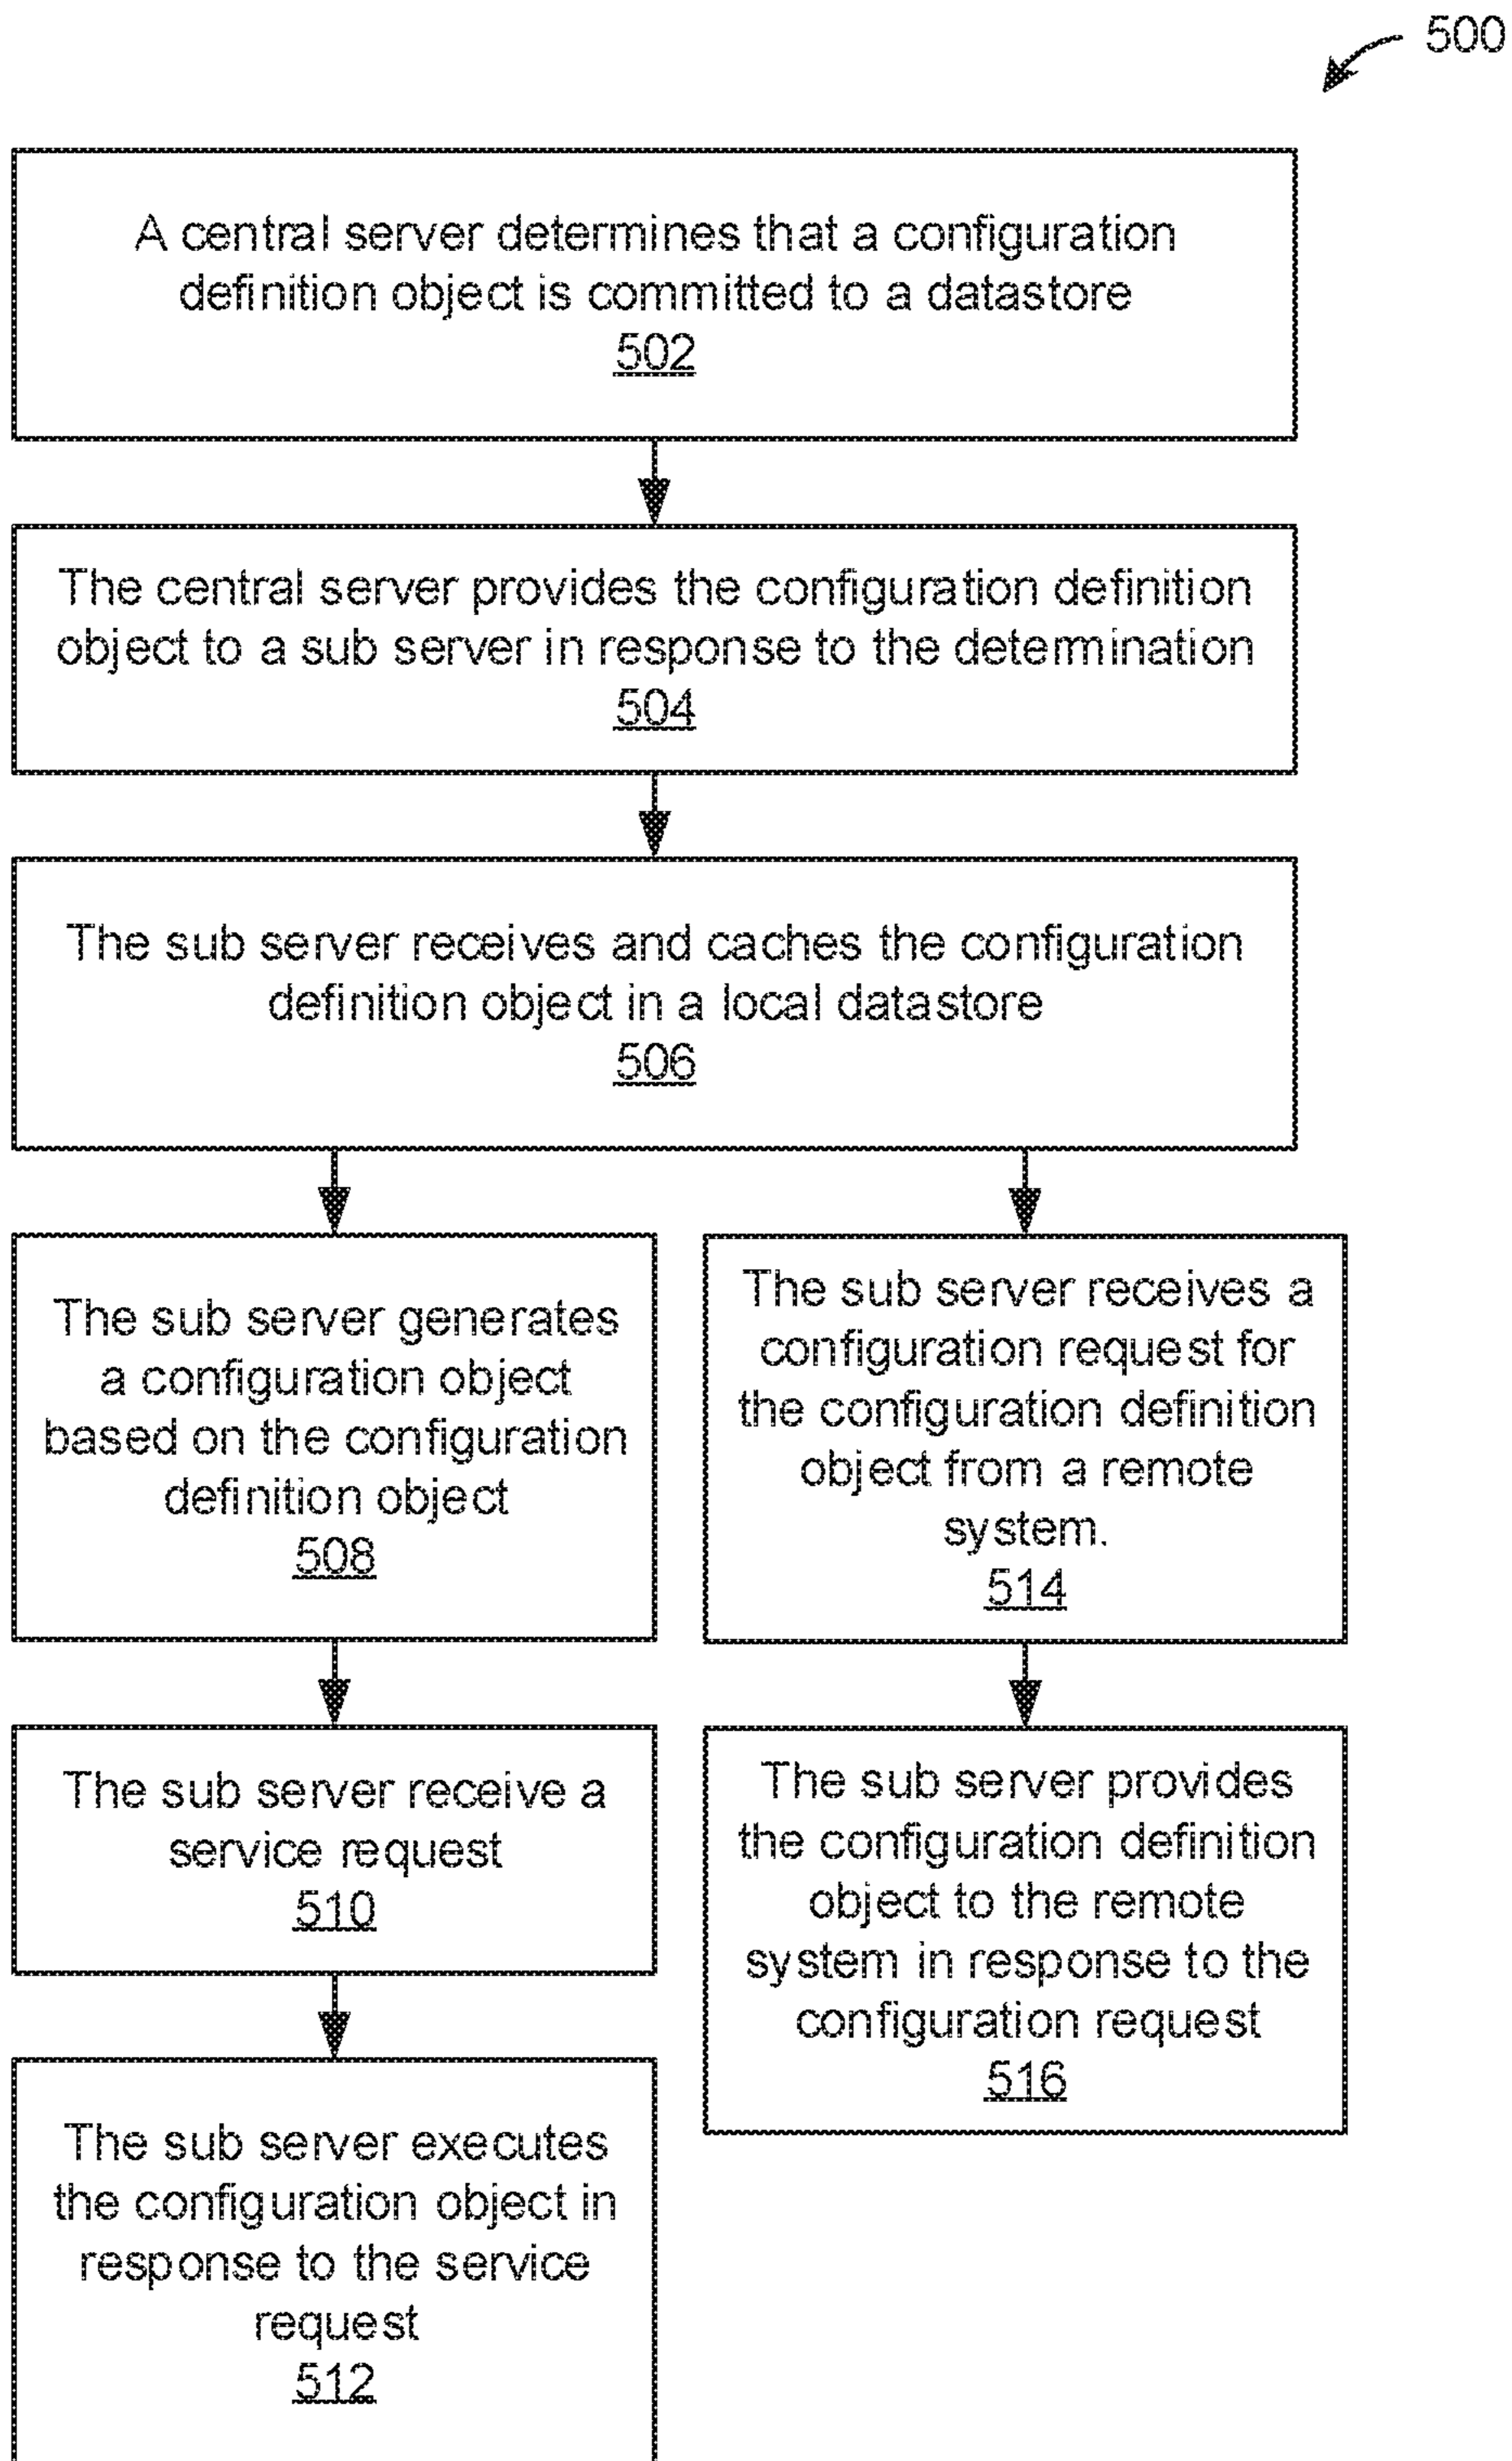 500
A central server determines that a configuration
definition object is committed to a datastore
502
The central server provides the configuration definition
object to a sub server in response to the determination
504
The sub server receives and caches the configuration
definition object in a local datastore
506
The sub server generates
a configuration object
based on the configuration
definition object
508
The sub server receive a
service request
510
The sub server executes
the configuration object in
response to the service
request
512
The sub server receives a
configuration request for
the configuration definition
object from a remote
system.
514
The sub server provides
the configuration definition
object to the remote
system in response to the
configuration request
516